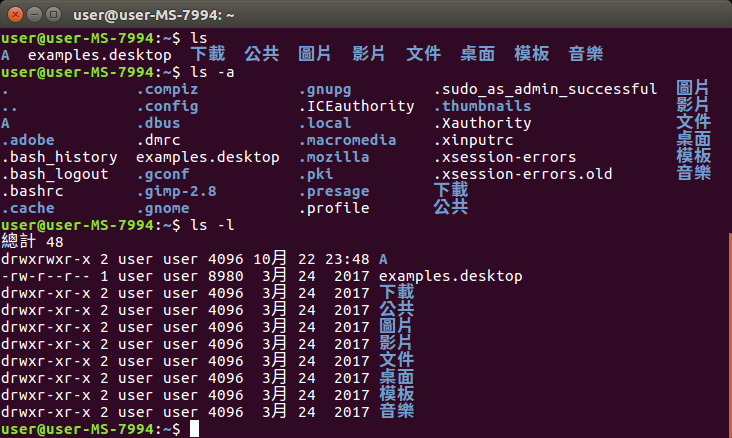 user@user-MS-7994: ~
user@user-MS-7994:~$ ls
A  examples.desktop  下載  公共  圖片  影片  文件  桌面  模板  音樂
user@user-MS-7994:~$ ls -a
.              .compiz           .gnupg         .sudo_as_admin_successful  圖片
..             .config           .ICEauthority  .thumbnails                影片
A              .dbus             .local         .Xauthority                文件
.adobe         .dmrc             .macromedia    .xinputrc                  桌面
.bash_history  examples.desktop  .mozilla       .xsession-errors           模板
.bash_logout   .gconf            .pki           .xsession-errors.old       音樂
.bashrc        .gimp-2.8         .presage       下載
.cache         .gnome            .profile       公共
user@user-MS-7994:~$ ls -l
總計 48
drwxrwxr-x 2 user user 4096 10月 22 23:48 A
-rw-r--r-- 1 user user 8980  3月 24  2017 examples.desktop
drwxr-xr-x 2 user user 4096  3月 24  2017 下載
drwxr-xr-x 2 user user 4096  3月 24  2017 公共
drwxr-xr-x 2 user user 4096  3月 24  2017 圖片
drwxr-xr-x 2 user user 4096  3月 24  2017 影片
drwxr-xr-x 2 user user 4096  3月 24  2017 文件
drwxr-xr-x 2 user user 4096  3月 24  2017 桌面
drwxr-xr-x 2 user user 4096  3月 24  2017 模板
drwxr-xr-x 2 user user 4096  3月 24  2017 音樂
user@user-MS-7994:~$